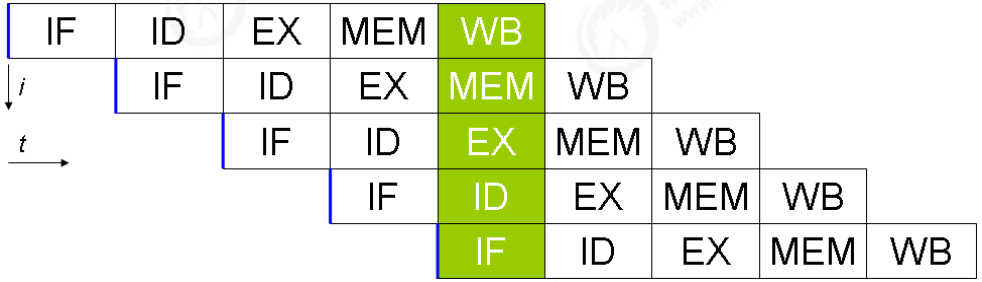 IF ID EX MEM WB
i IF ID EX MEM WB
t IF ID EX MEM WB
IF ID EX MEM WB
IF ID EX MEM WB